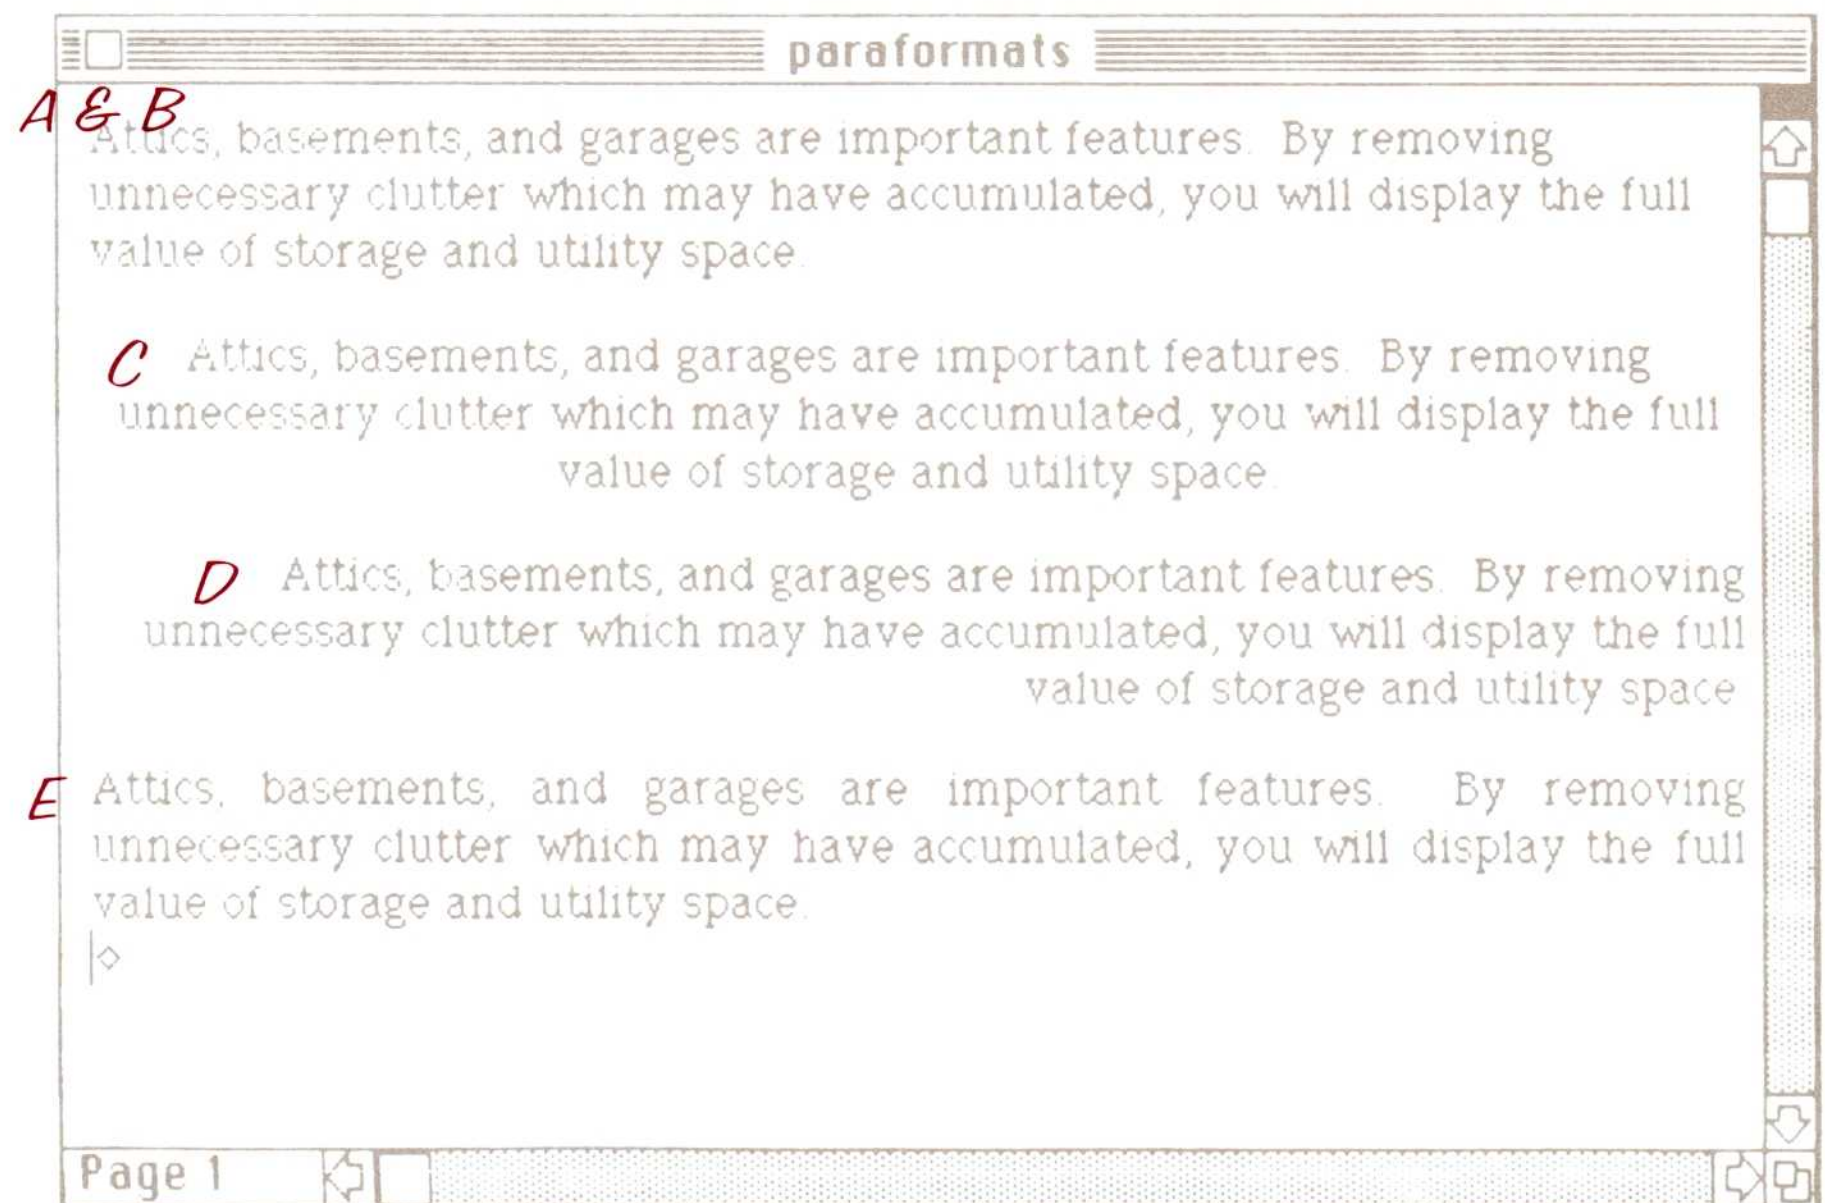 paraformats
A & B
Attics, basements, and garages are important features. By removing
unnecessary clutter which may have accumulated, you will display the full
value of storage and utility space.
C
Attics, basements, and garages are important features. By removing
unnecessary clutter which may have accumulated, you will display the full
value of storage and utility space.
D
Attics, basements, and garages are important features. By removing
unnecessary clutter which may have accumulated, you will display the full
value of storage and utility space
E
Attics, basements, and garages are important features. By removing
unnecessary clutter which may have accumulated, you will display the full
value of storage and utility space.
Page 1